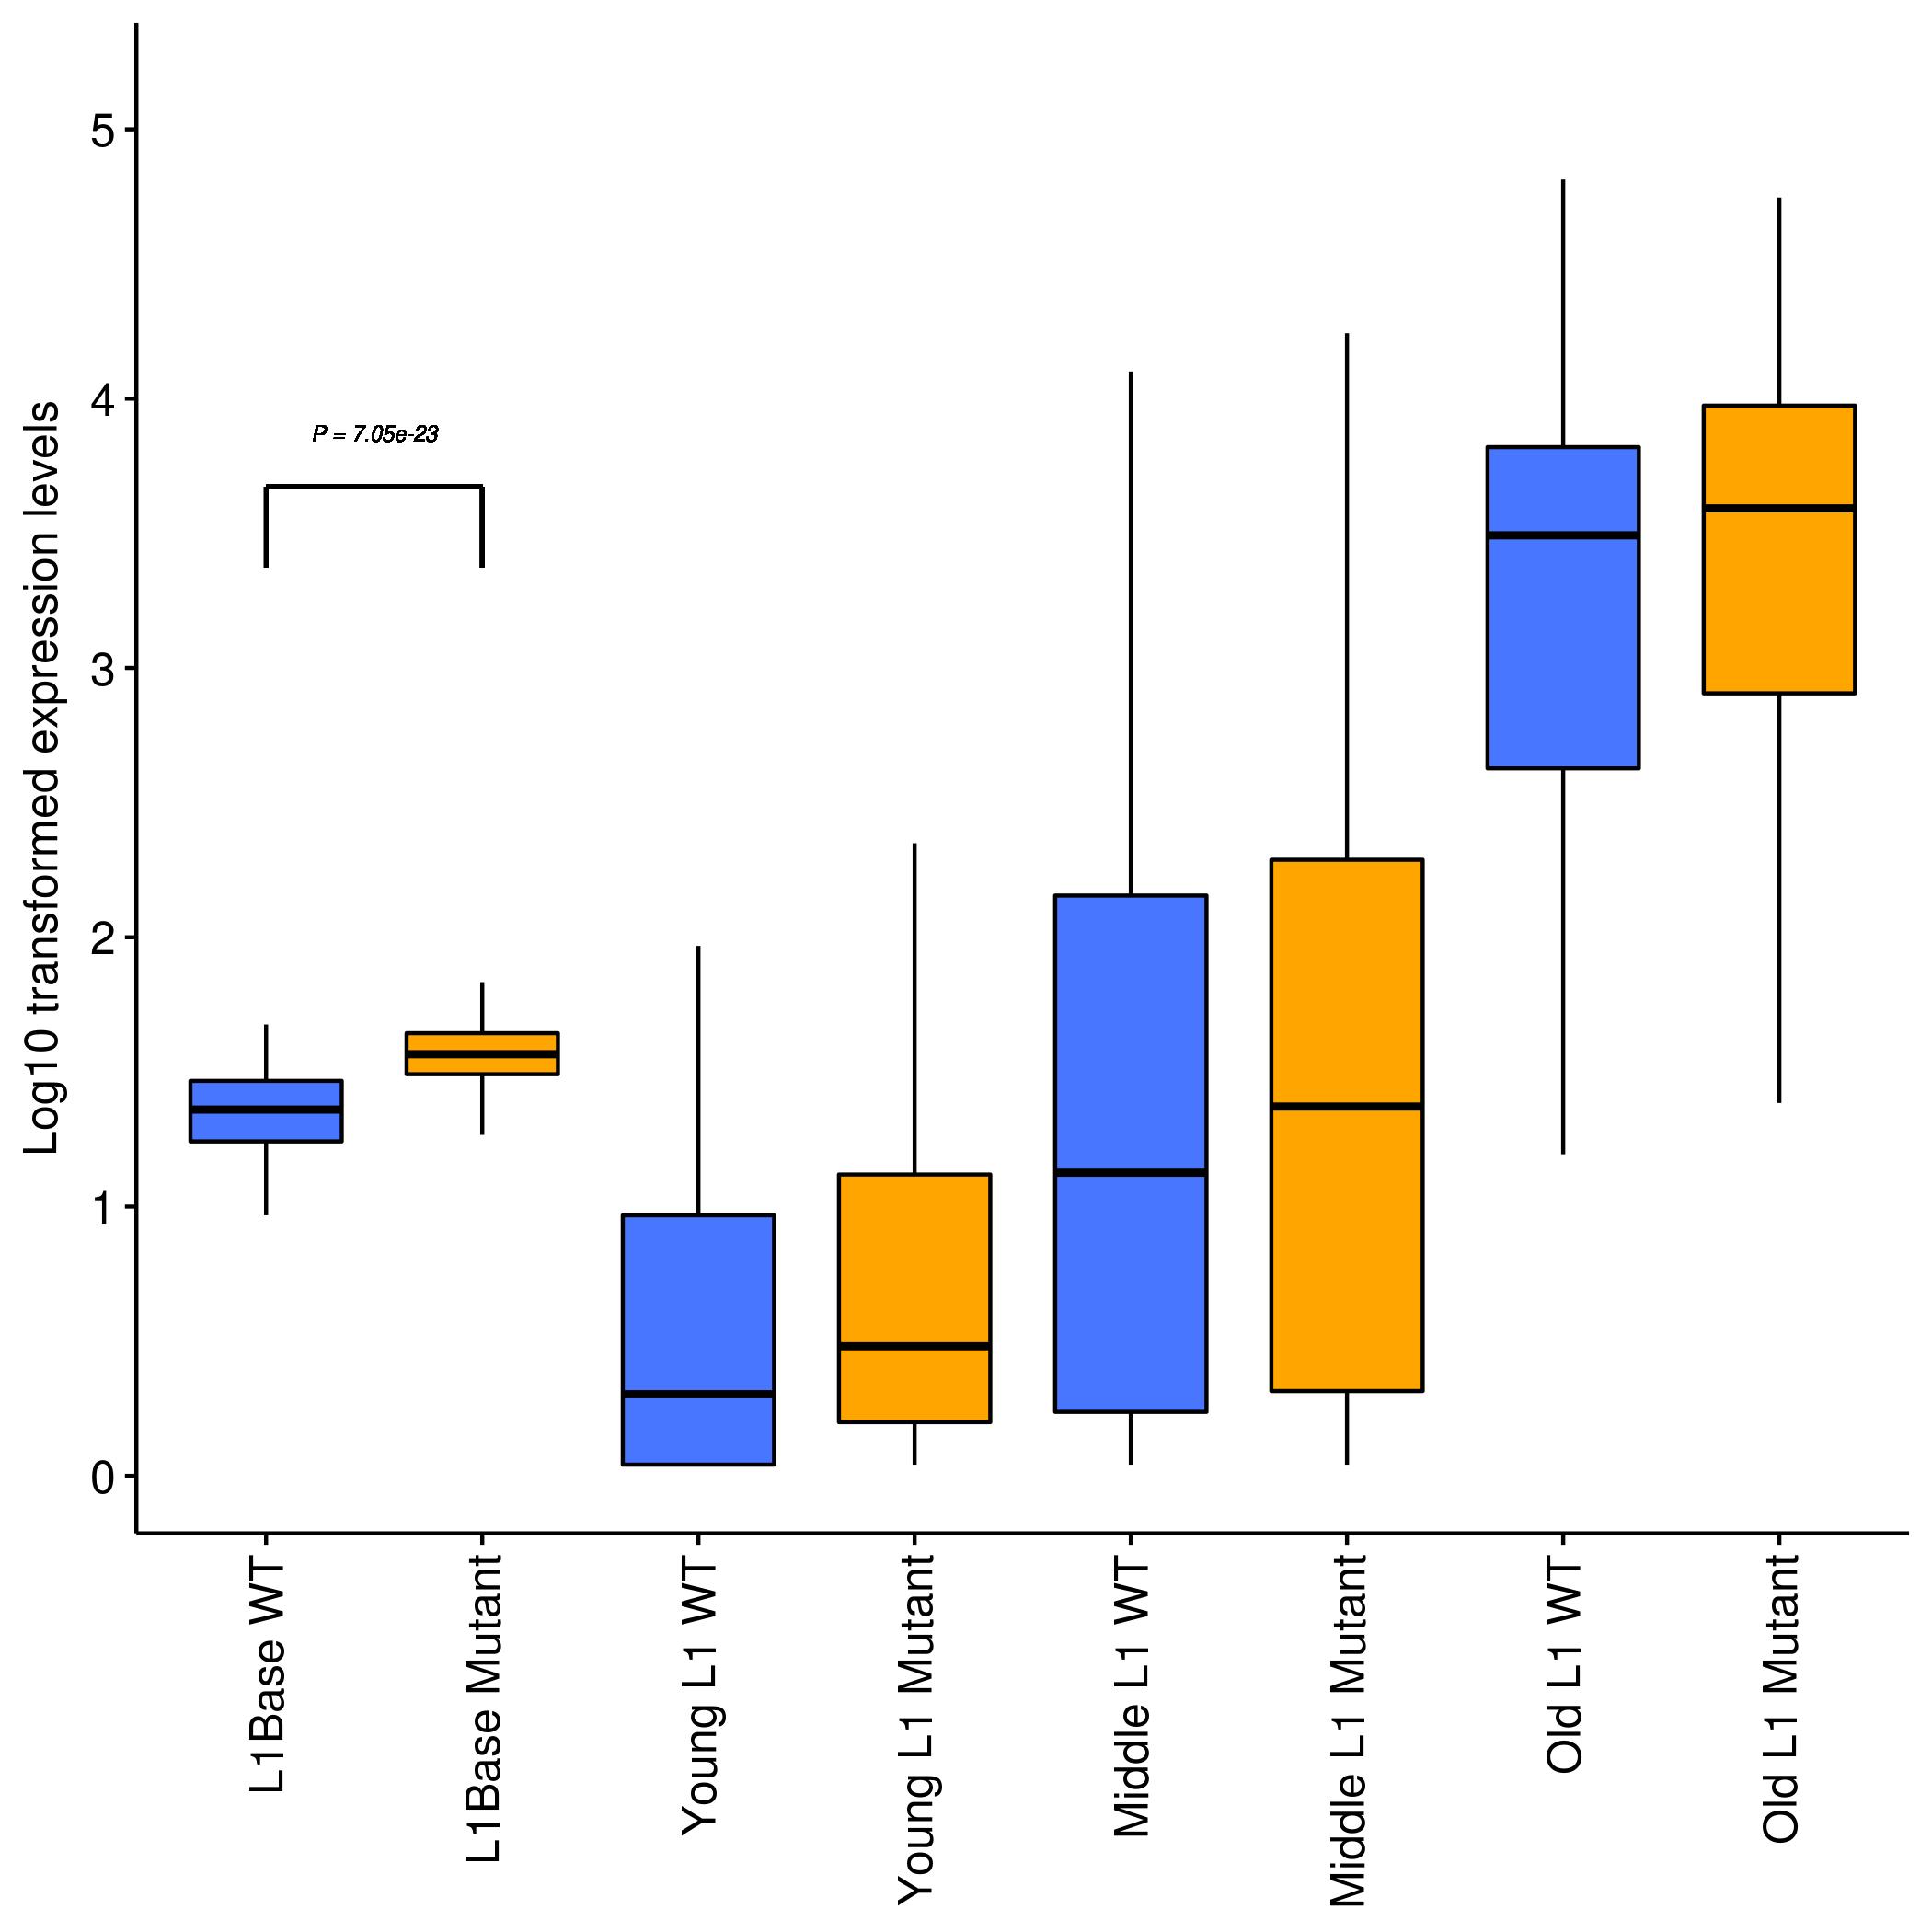 Log10 transformed expression levels
5
4
3
2
1
0
P = 7.05e-23
L1Base WT
L1Base Mutant
Young L1 WT
Young L1 Mutant
Middle L1 WT
Middle L1 Mutant
Old L1 WT
Old L1 Mutant